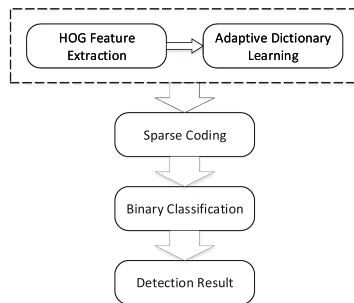 HOG Feature
Extraction
Adaptive Dictionary
Learning
Sparse Coding
Binary Classification
Detection Result